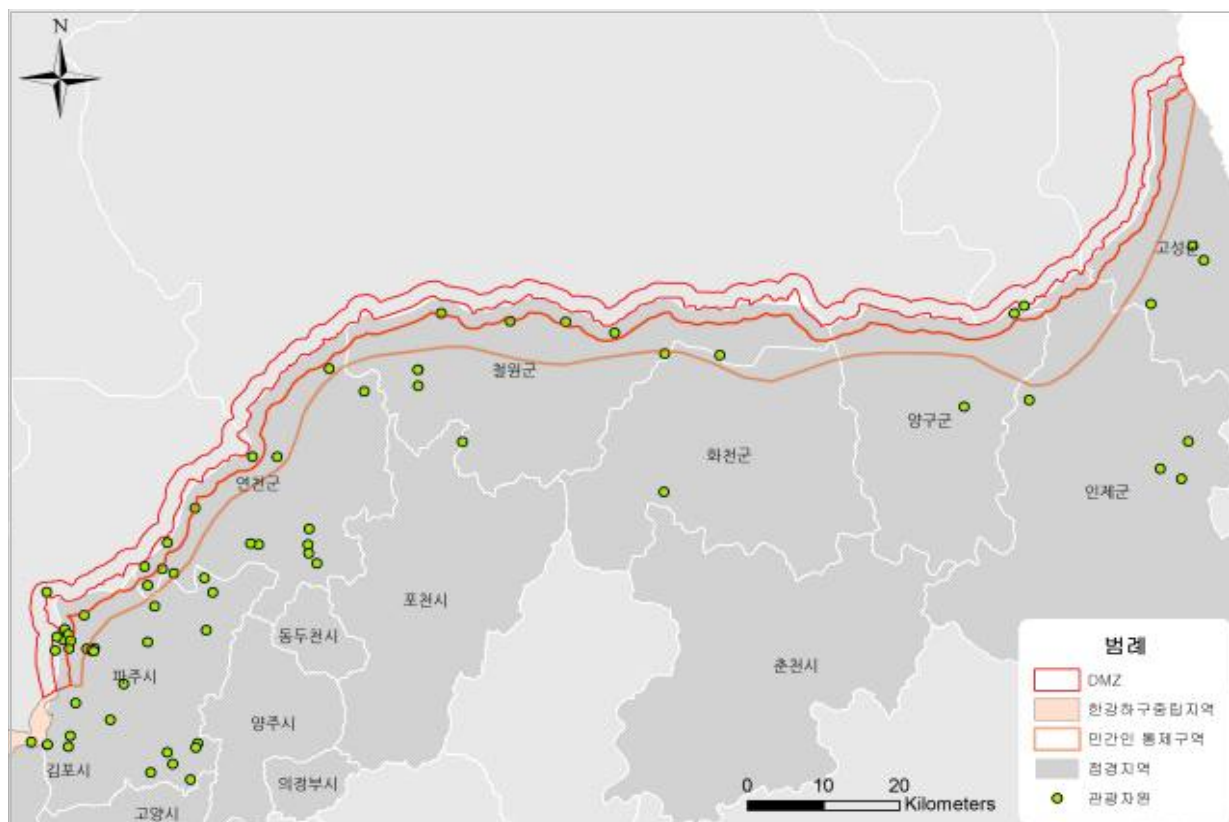 N
고성군
철원군
양구군
화천군
연천군
인제군
포천시
동두천시
춘천시
파주시
양주시
김포시
의정부시
고양시
0 10 20
Kilometers
범례
DMZ
한강하구중립지역
민간인 통제구역
접경지역
관광자원